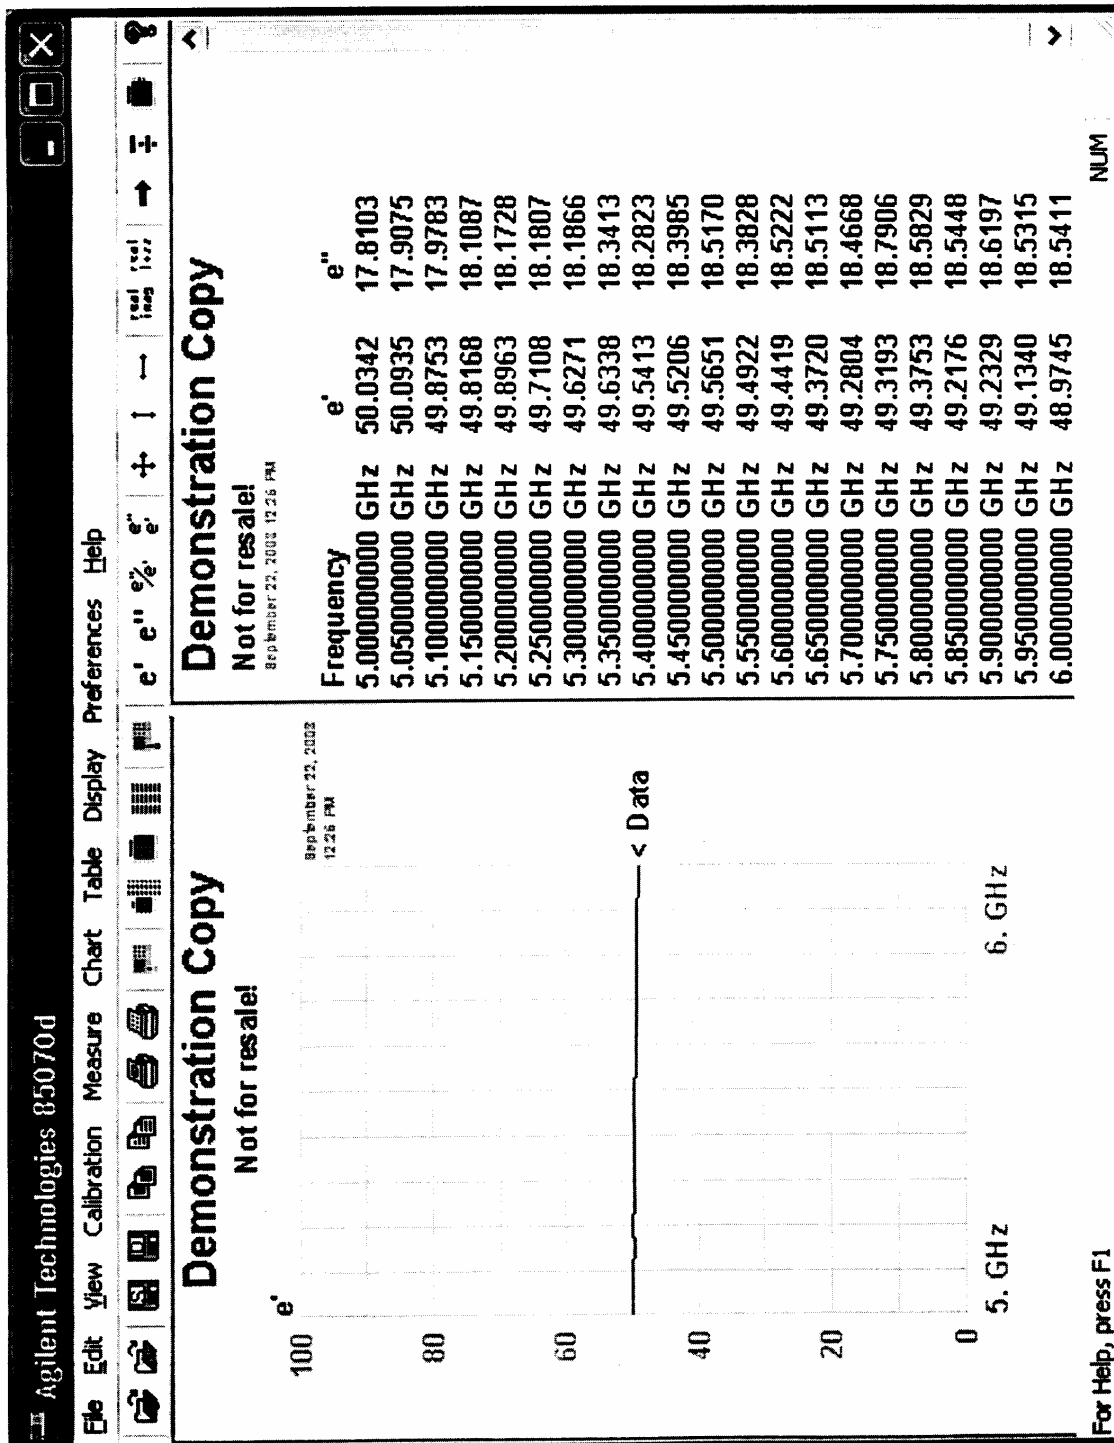 Agilent Technologies 85070d
File Edit View Calibration Measure Chart Table Display Preferences Help
e' e'' e''/e' e'' e' real imag
Demonstration Copy
Not for resale!
September 22, 2003
12:26 PM
e'
100
80
60
40
20
0
< Data
5. GHz 6. GHz
Demonstration Copy
Not for resale!
September 22, 2003 12:26 PM
Frequency e' e''
5.000000000 GHz 50.0342 17.8103
5.050000000 GHz 50.0935 17.9075
5.100000000 GHz 49.8753 17.9783
5.150000000 GHz 49.8168 18.1087
5.200000000 GHz 49.8963 18.1728
5.250000000 GHz 49.7108 18.1807
5.300000000 GHz 49.6271 18.1866
5.350000000 GHz 49.6338 18.3413
5.400000000 GHz 49.5413 18.2823
5.450000000 GHz 49.5206 18.3985
5.500000000 GHz 49.5651 18.5170
5.550000000 GHz 49.4922 18.3828
5.600000000 GHz 49.4419 18.5222
5.650000000 GHz 49.3720 18.5113
5.700000000 GHz 49.2804 18.4668
5.750000000 GHz 49.3193 18.7906
5.800000000 GHz 49.3753 18.5829
5.850000000 GHz 49.2176 18.5448
5.900000000 GHz 49.2329 18.6197
5.950000000 GHz 49.1340 18.5315
6.000000000 GHz 48.9745 18.5411
For Help, press F1
NUM